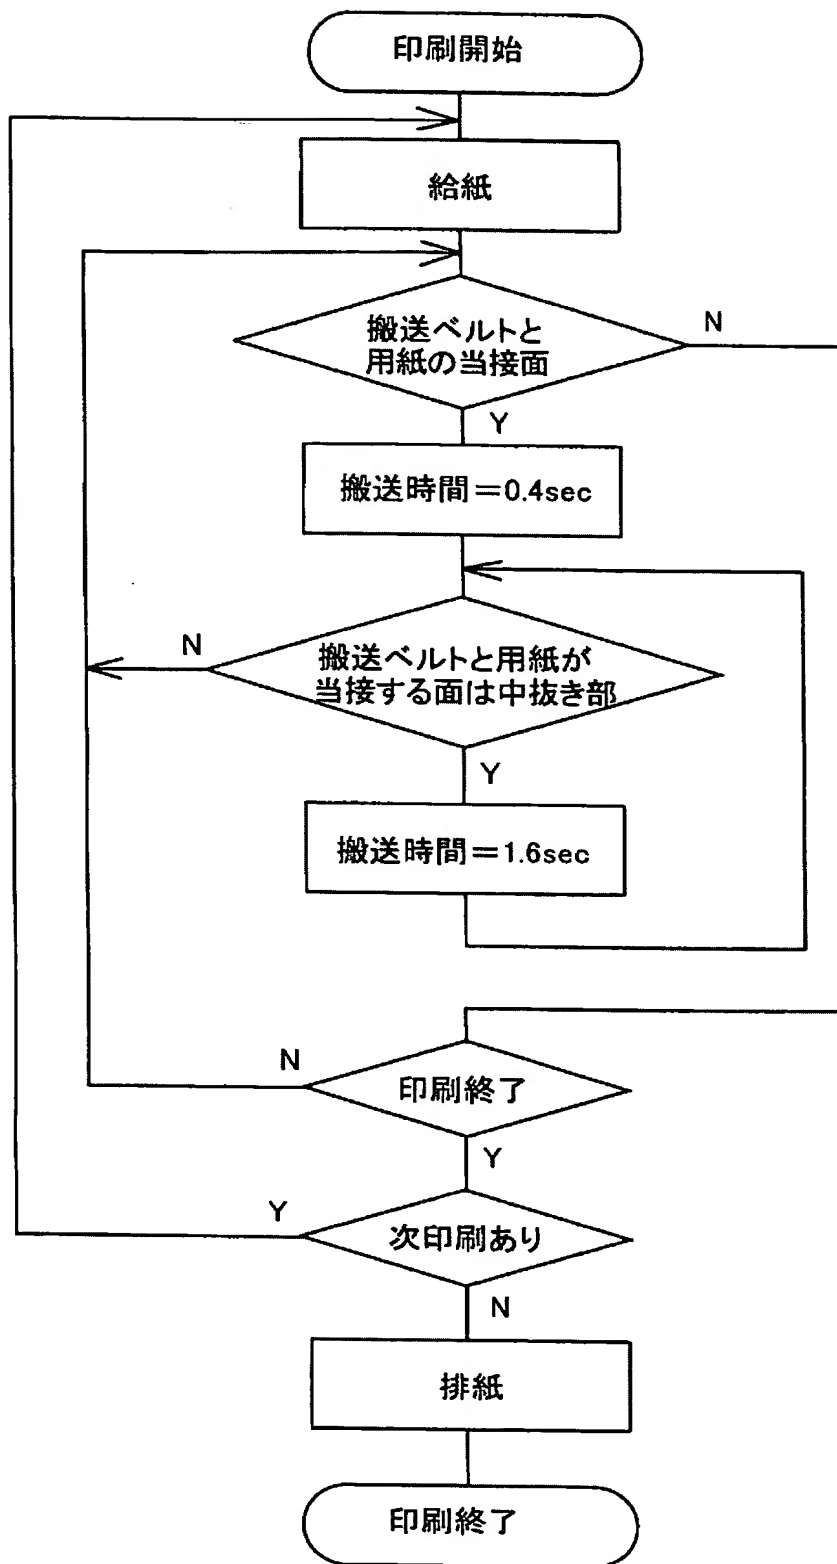 印刷開始
給紙
搬送ベルトと
用紙の当接面
N
Y
搬送時間＝0.4sec
N
搬送ベルトと用紙が
当接する面は中抜き部
Y
搬送時間＝1.6sec
N
印刷終了
Y
Y
次印刷あり
N
排紙
印刷終了